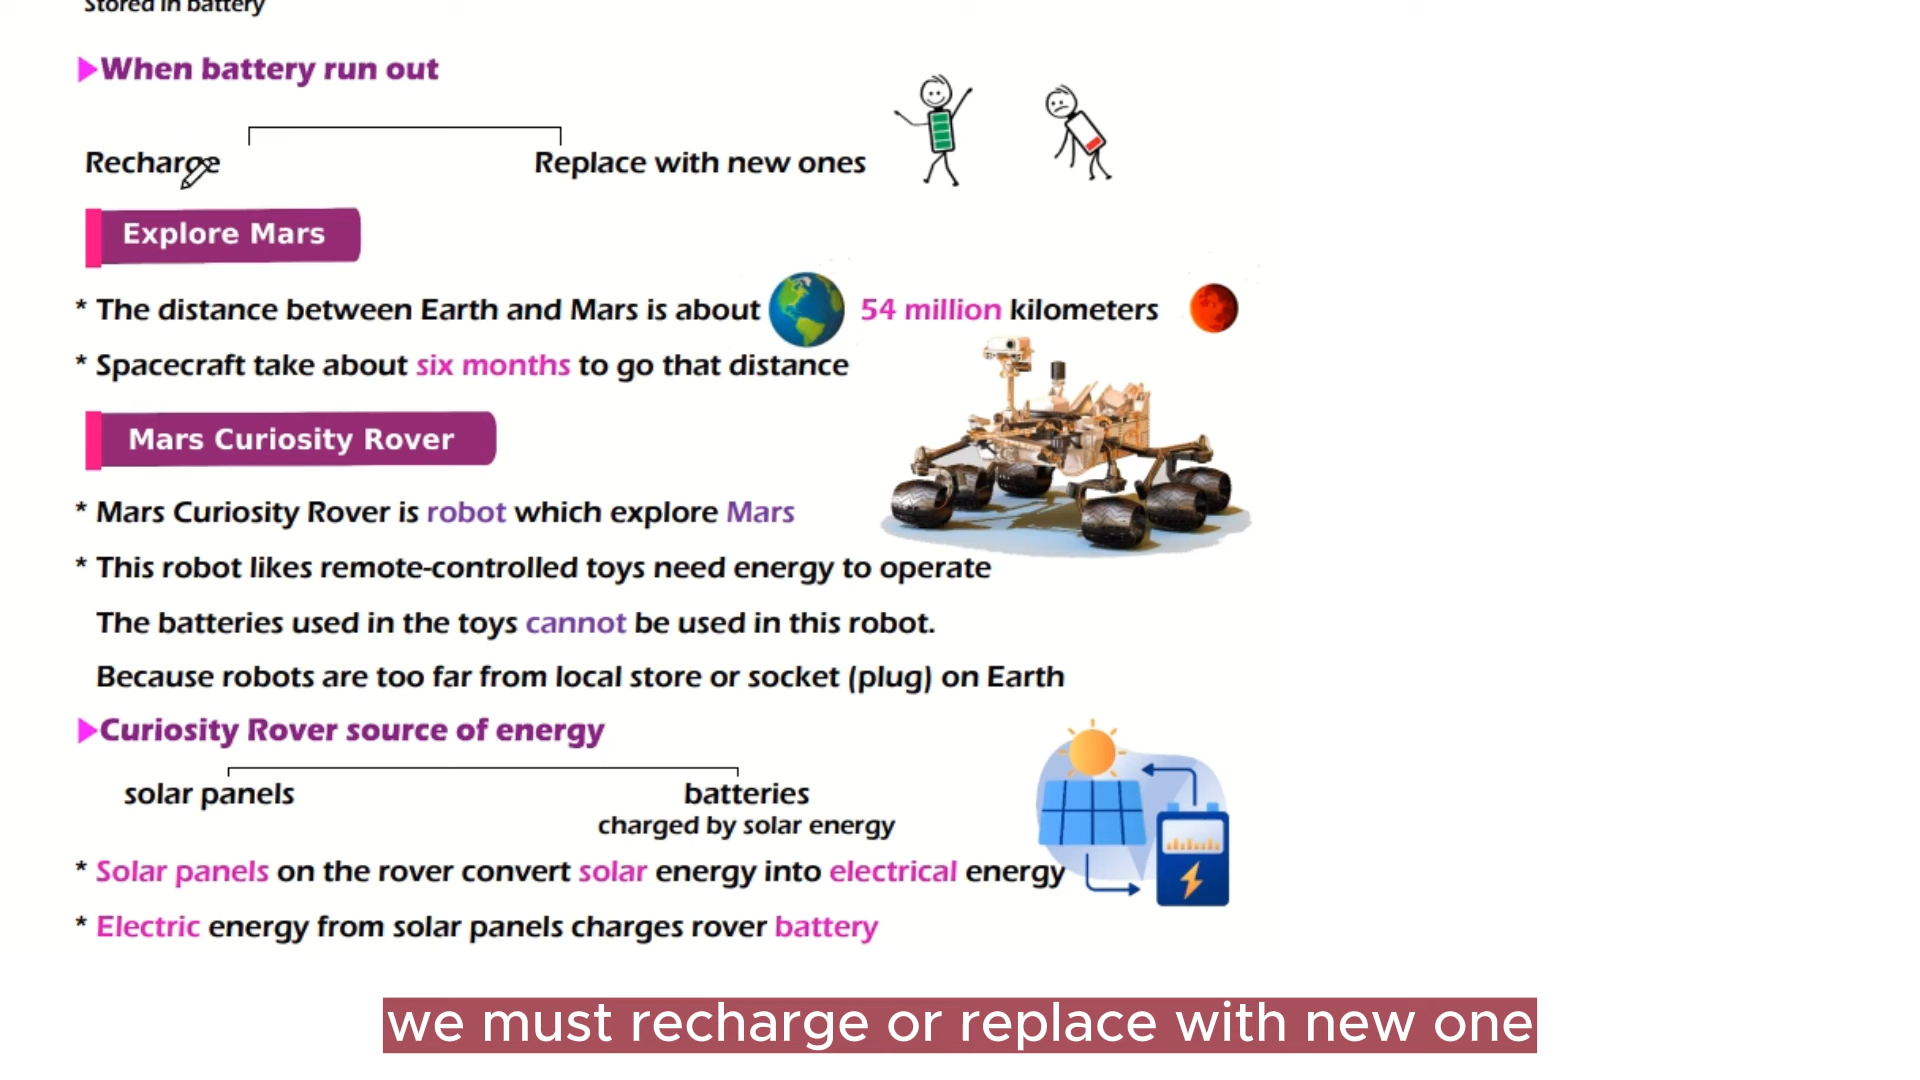 Stored in battery
When battery run out
Recharge
Replace with new ones
Explore Mars
* The distance between Earth and Mars is about 54 million kilometers
* Spacecraft take about six months to go that distance
Mars Curiosity Rover
* Mars Curiosity Rover is robot which explore Mars
* This robot likes remote-controlled toys need energy to operate
The batteries used in the toys cannot be used in this robot.
Because robots are too far from local store or socket (plug) on Earth
Curiosity Rover source of energy
solar panels
batteries
charged by solar energy
* Solar panels on the rover convert solar energy into electrical energy
* Electric energy from solar panels charges rover battery
we must recharge or replace with new one